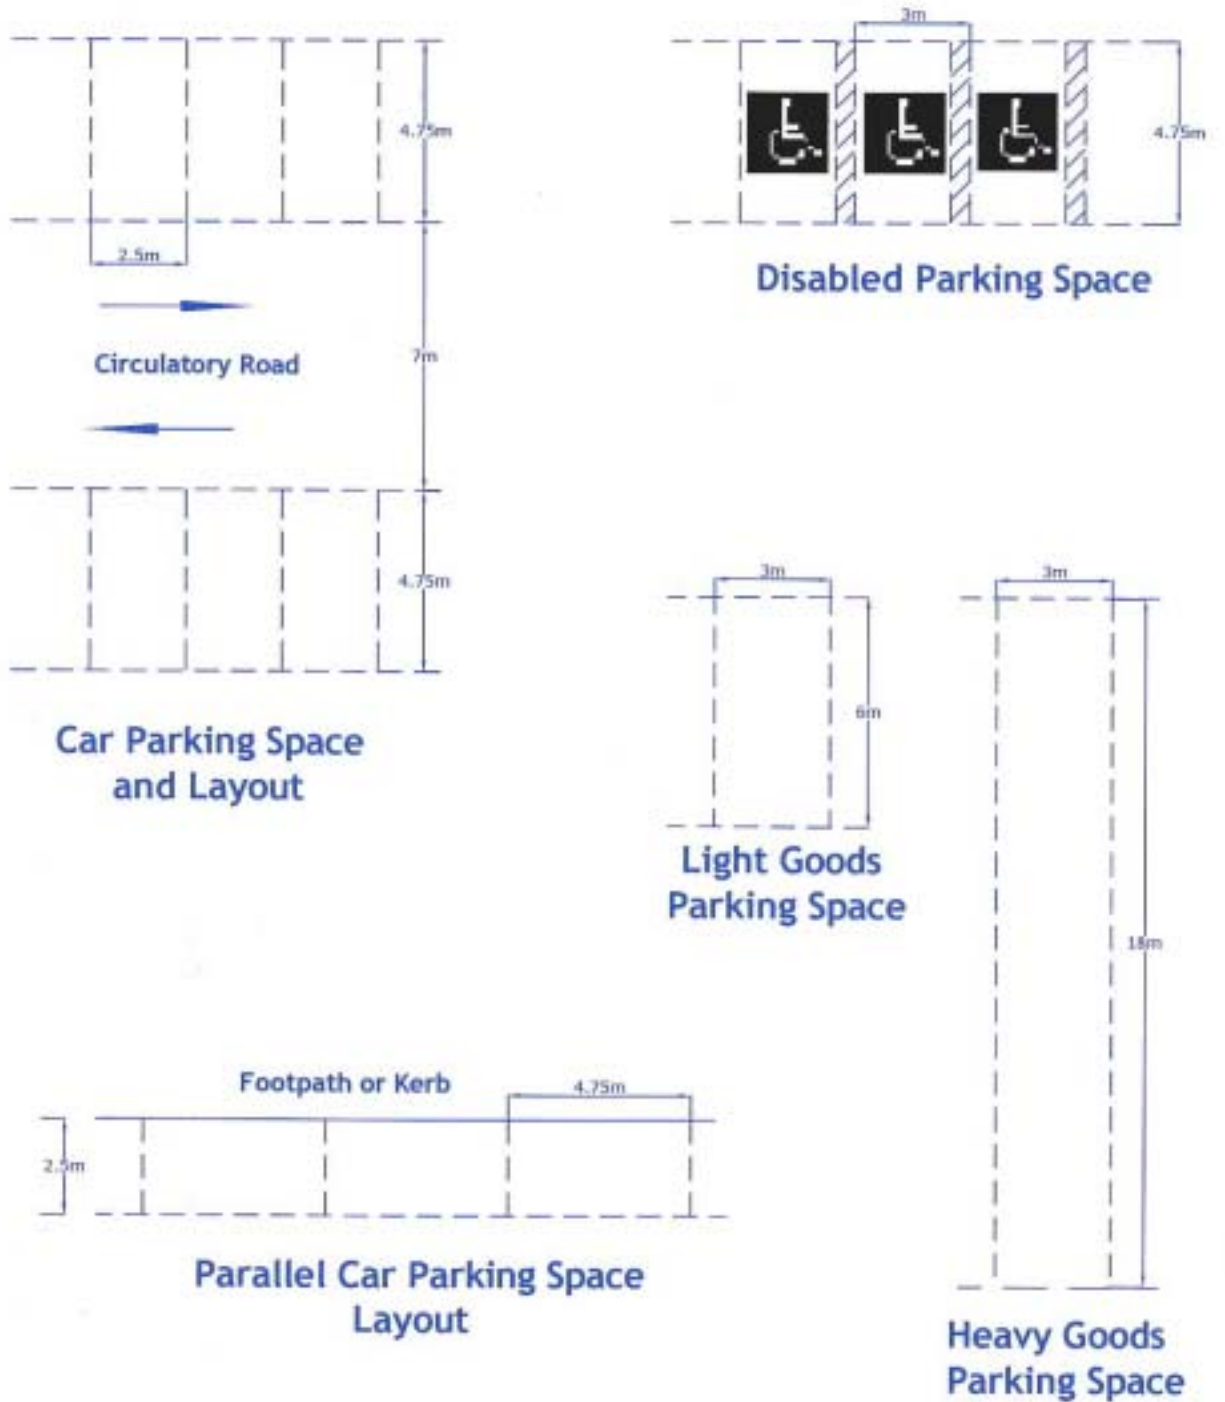 3m
4.75m
4.75m
2.5m
Disabled Parking Space
7m
Circulatory Road
3m
3m
4.75m
6m
Car Parking Space
and Layout
Light Goods
Parking Space
18m
Footpath or Kerb
4.75m
2.5m
Parallel Car Parking Space
Layout
Heavy Goods
Parking Space